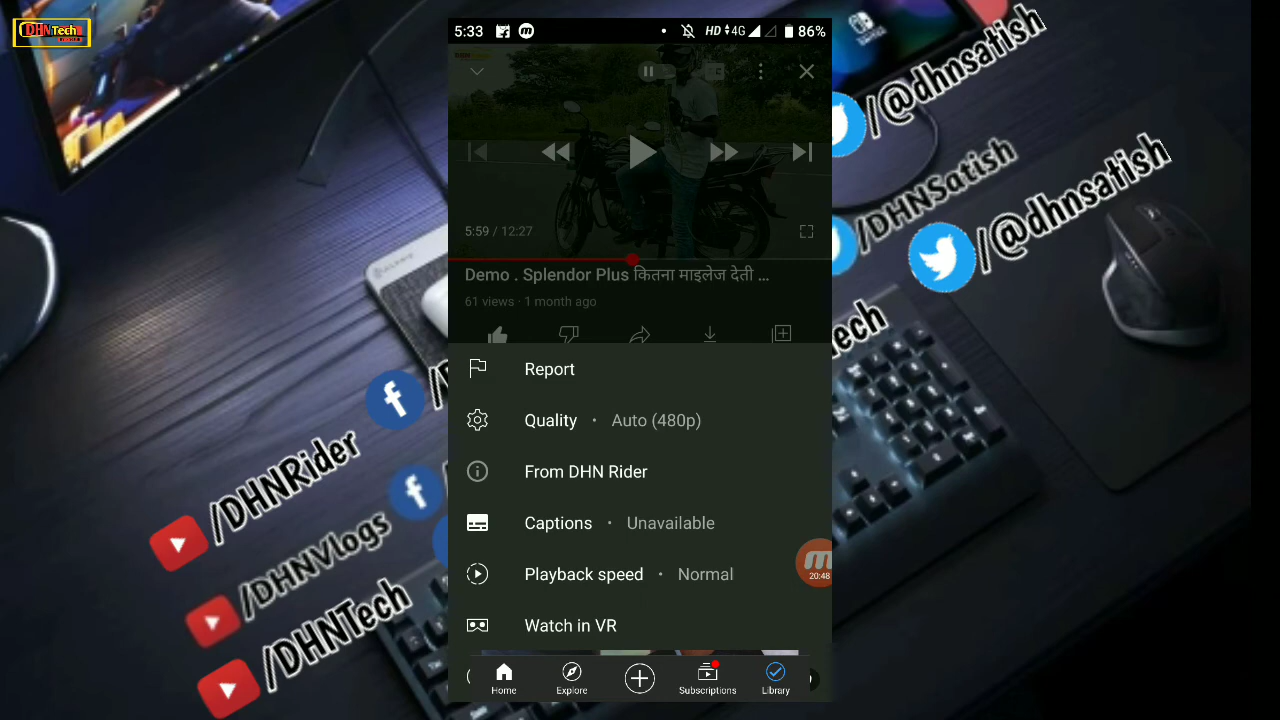 DHNTech
5:33
HD 4G 86%
5:59 / 12:27
Demo . Splendor Plus कितना माइलेज देती ...
61 views · 1 month ago
Report
Quality · Auto (480p)
From DHN Rider
Captions · Unavailable
Playback speed · Normal
Watch in VR
20:48
Home
Explore
Subscriptions
Library
/@dhnsatish
/DHNSatish
/@dhnsatish
/DHNRider
/DHNVlogs
/DHNTech